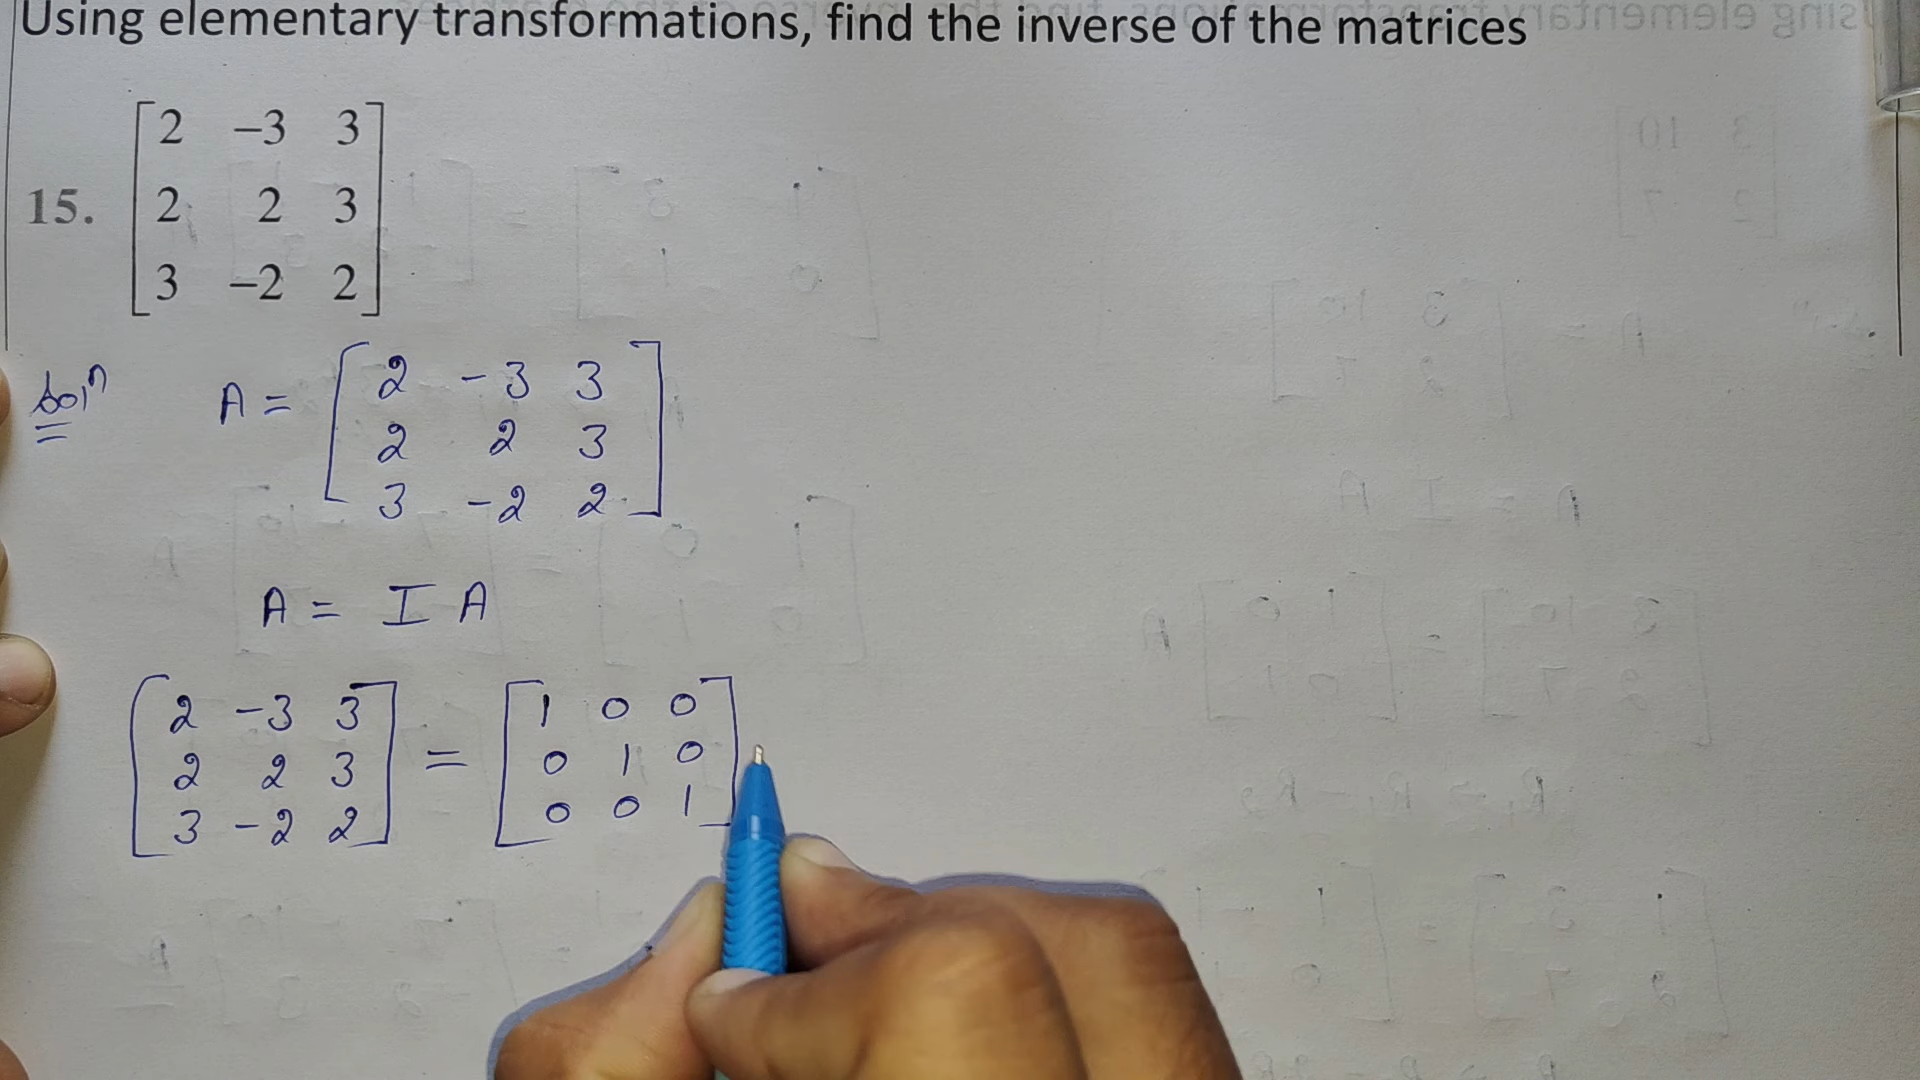 Using elementary transformations, find the inverse of the matrices
15. [ 2 –3 3
2 2 3
3 –2 2 ]
Solⁿ A = [ 2 -3 3
2 2 3
3 -2 2 ]
A = I A
[ 2 -3 3 ] = [ 1 0 0 ]
2 2 3 0 1 0
3 -2 2 0 0 1